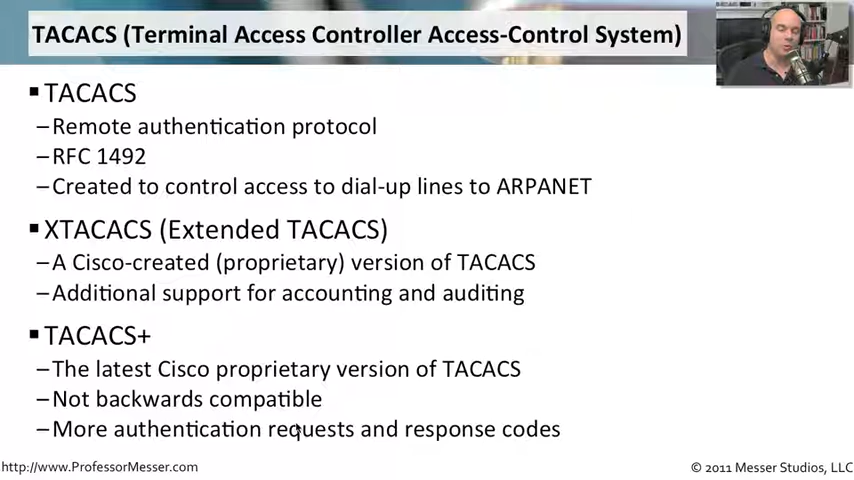 TACACS (Terminal Access Controller Access-Control System)
▪TACACS
–Remote authentication protocol
–RFC 1492
–Created to control access to dial-up lines to ARPANET
▪XTACACS (Extended TACACS)
–A Cisco-created (proprietary) version of TACACS
–Additional support for accounting and auditing
▪TACACS+
–The latest Cisco proprietary version of TACACS
–Not backwards compatible
–More authentication requests and response codes
http://www.ProfessorMesser.com
© 2011 Messer Studios, LLC